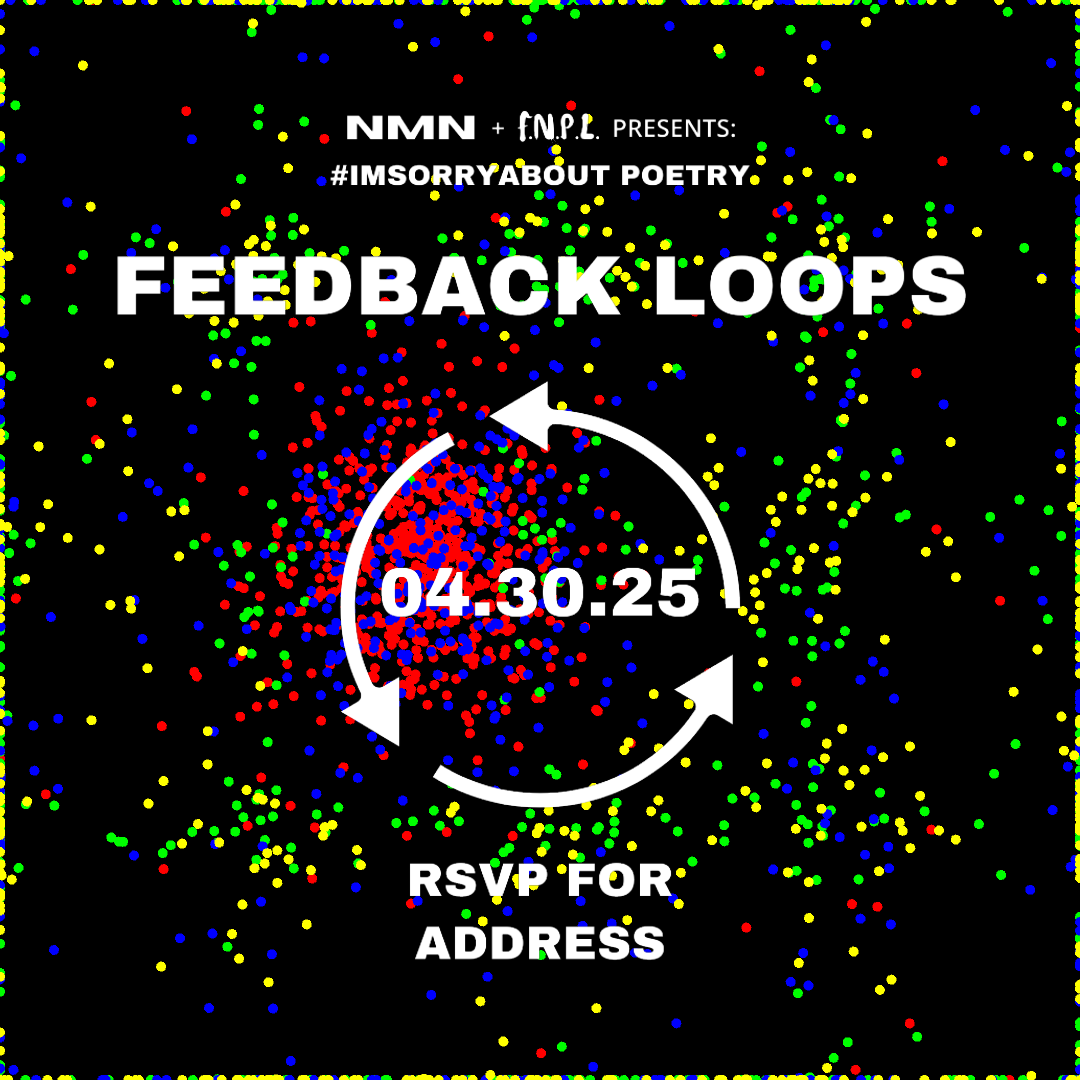 NMN + F.N.P.L. PRESENTS:
#IMSORRYABOUT POETRY
FEEDBACK LOOPS
04.30.25
RSVP FOR
ADDRESS